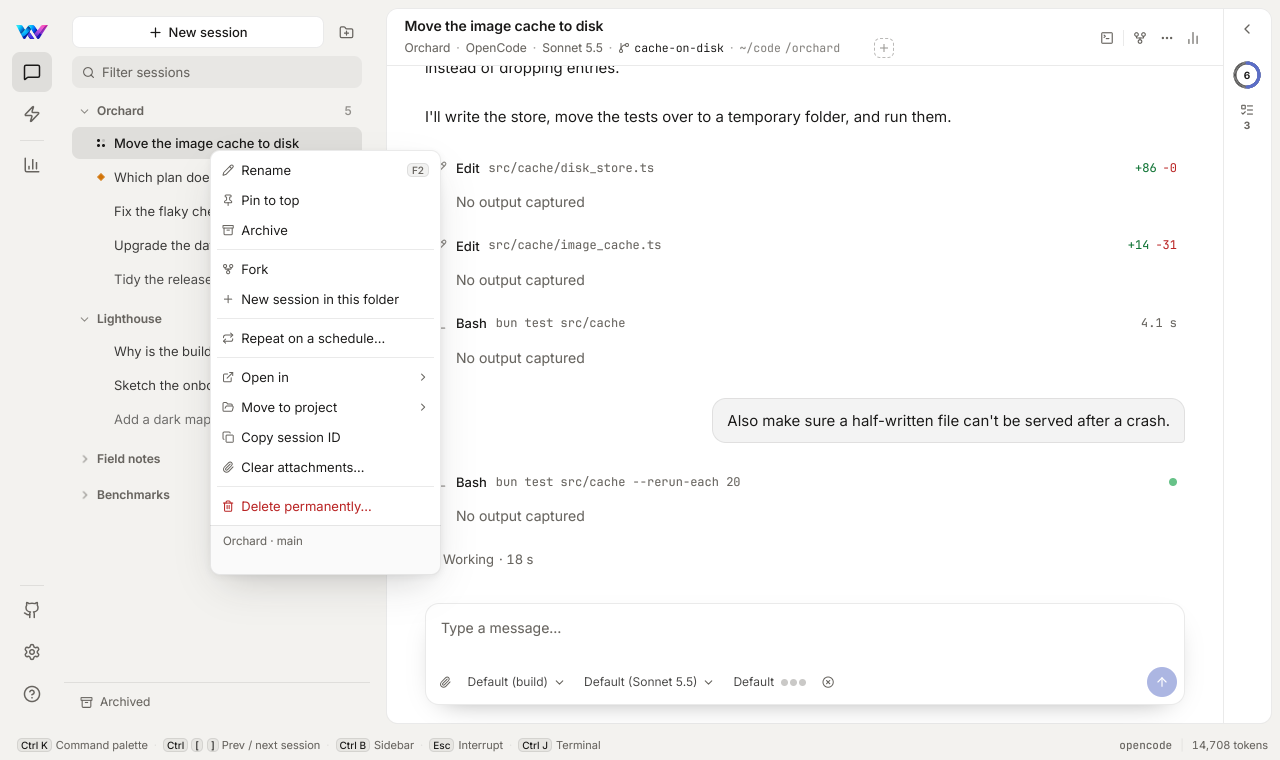 New session
Filter sessions
Orchard 5
Move the image cache to disk
Which plan doe
Fix the flaky che
Upgrade the da
Tidy the release
Lighthouse
Why is the build
Sketch the onbo
Add a dark map
Field notes
Benchmarks
Archived
Rename F2
Pin to top
Archive
Fork
New session in this folder
Repeat on a schedule...
Open in
Move to project
Copy session ID
Clear attachments...
Delete permanently...
Orchard · main
Move the image cache to disk
Orchard · OpenCode · Sonnet 5.5 · cache-on-disk · ~/code /orchard
instead of dropping entries.
I'll write the store, move the tests over to a temporary folder, and run them.
Edit src/cache/disk_store.ts +86 -0
No output captured
Edit src/cache/image_cache.ts +14 -31
No output captured
Bash bun test src/cache 4.1 s
No output captured
Also make sure a half-written file can't be served after a crash.
Bash bun test src/cache --rerun-each 20
No output captured
Working · 18 s
Type a message...
Default (build) Default (Sonnet 5.5) Default
6
3
Ctrl K Command palette Ctrl [ ] Prev / next session Ctrl B Sidebar Esc Interrupt Ctrl J Terminal
opencode 14,708 tokens